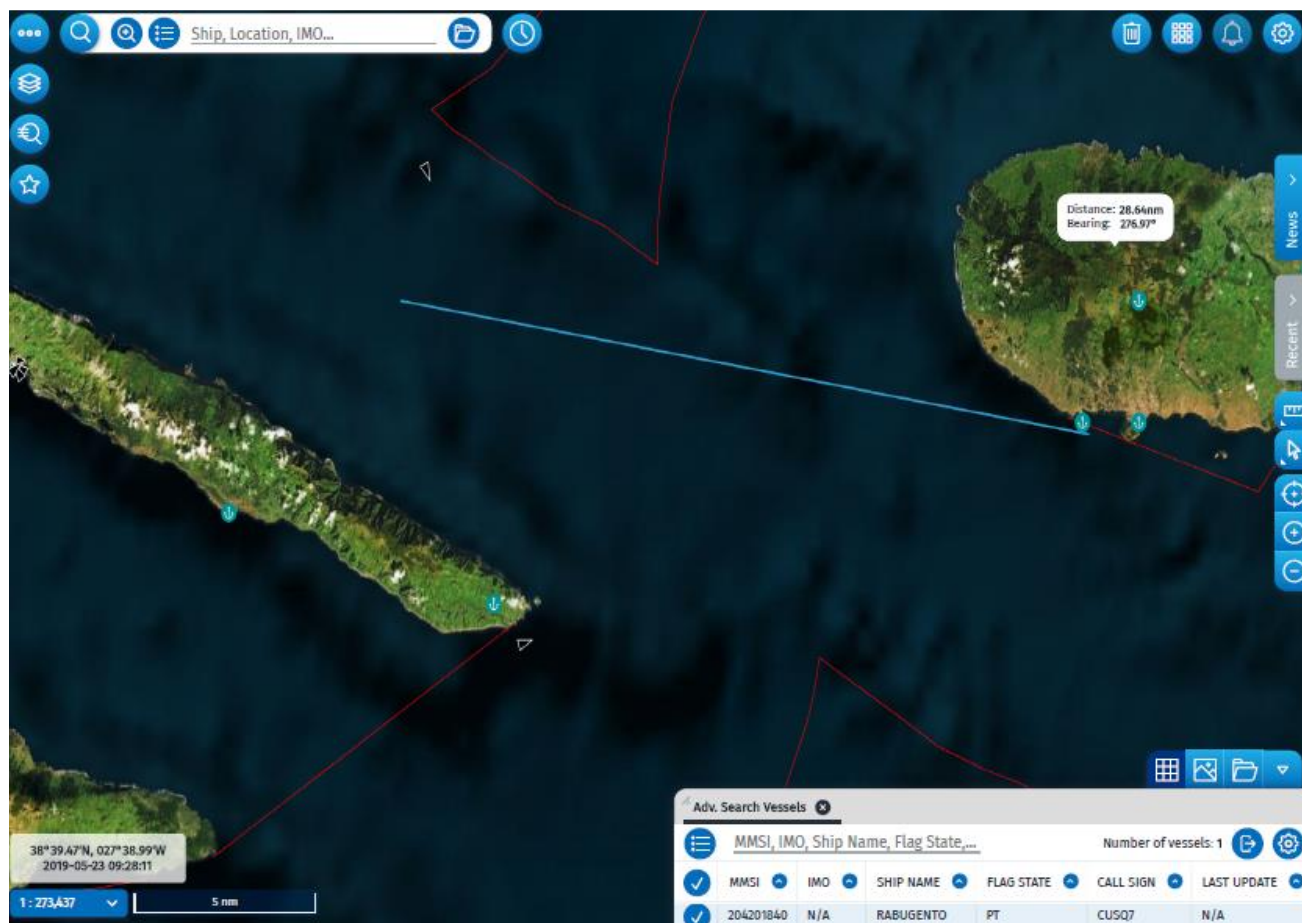 Ship, Location, IMO...
Distance: 28.64nm
Bearing: 276.97°
News
Recent
38°39.47'N, 027°38.99'W
2019-05-23 09:28:11
1 : 273,437
5 nm
Adv. Search Vessels
MMSI, IMO, Ship Name, Flag State,...
Number of vessels: 1
MMSI IMO SHIP NAME FLAG STATE CALL SIGN LAST UPDATE
204201840 N/A RABUGENTO PT CUSQ7 N/A